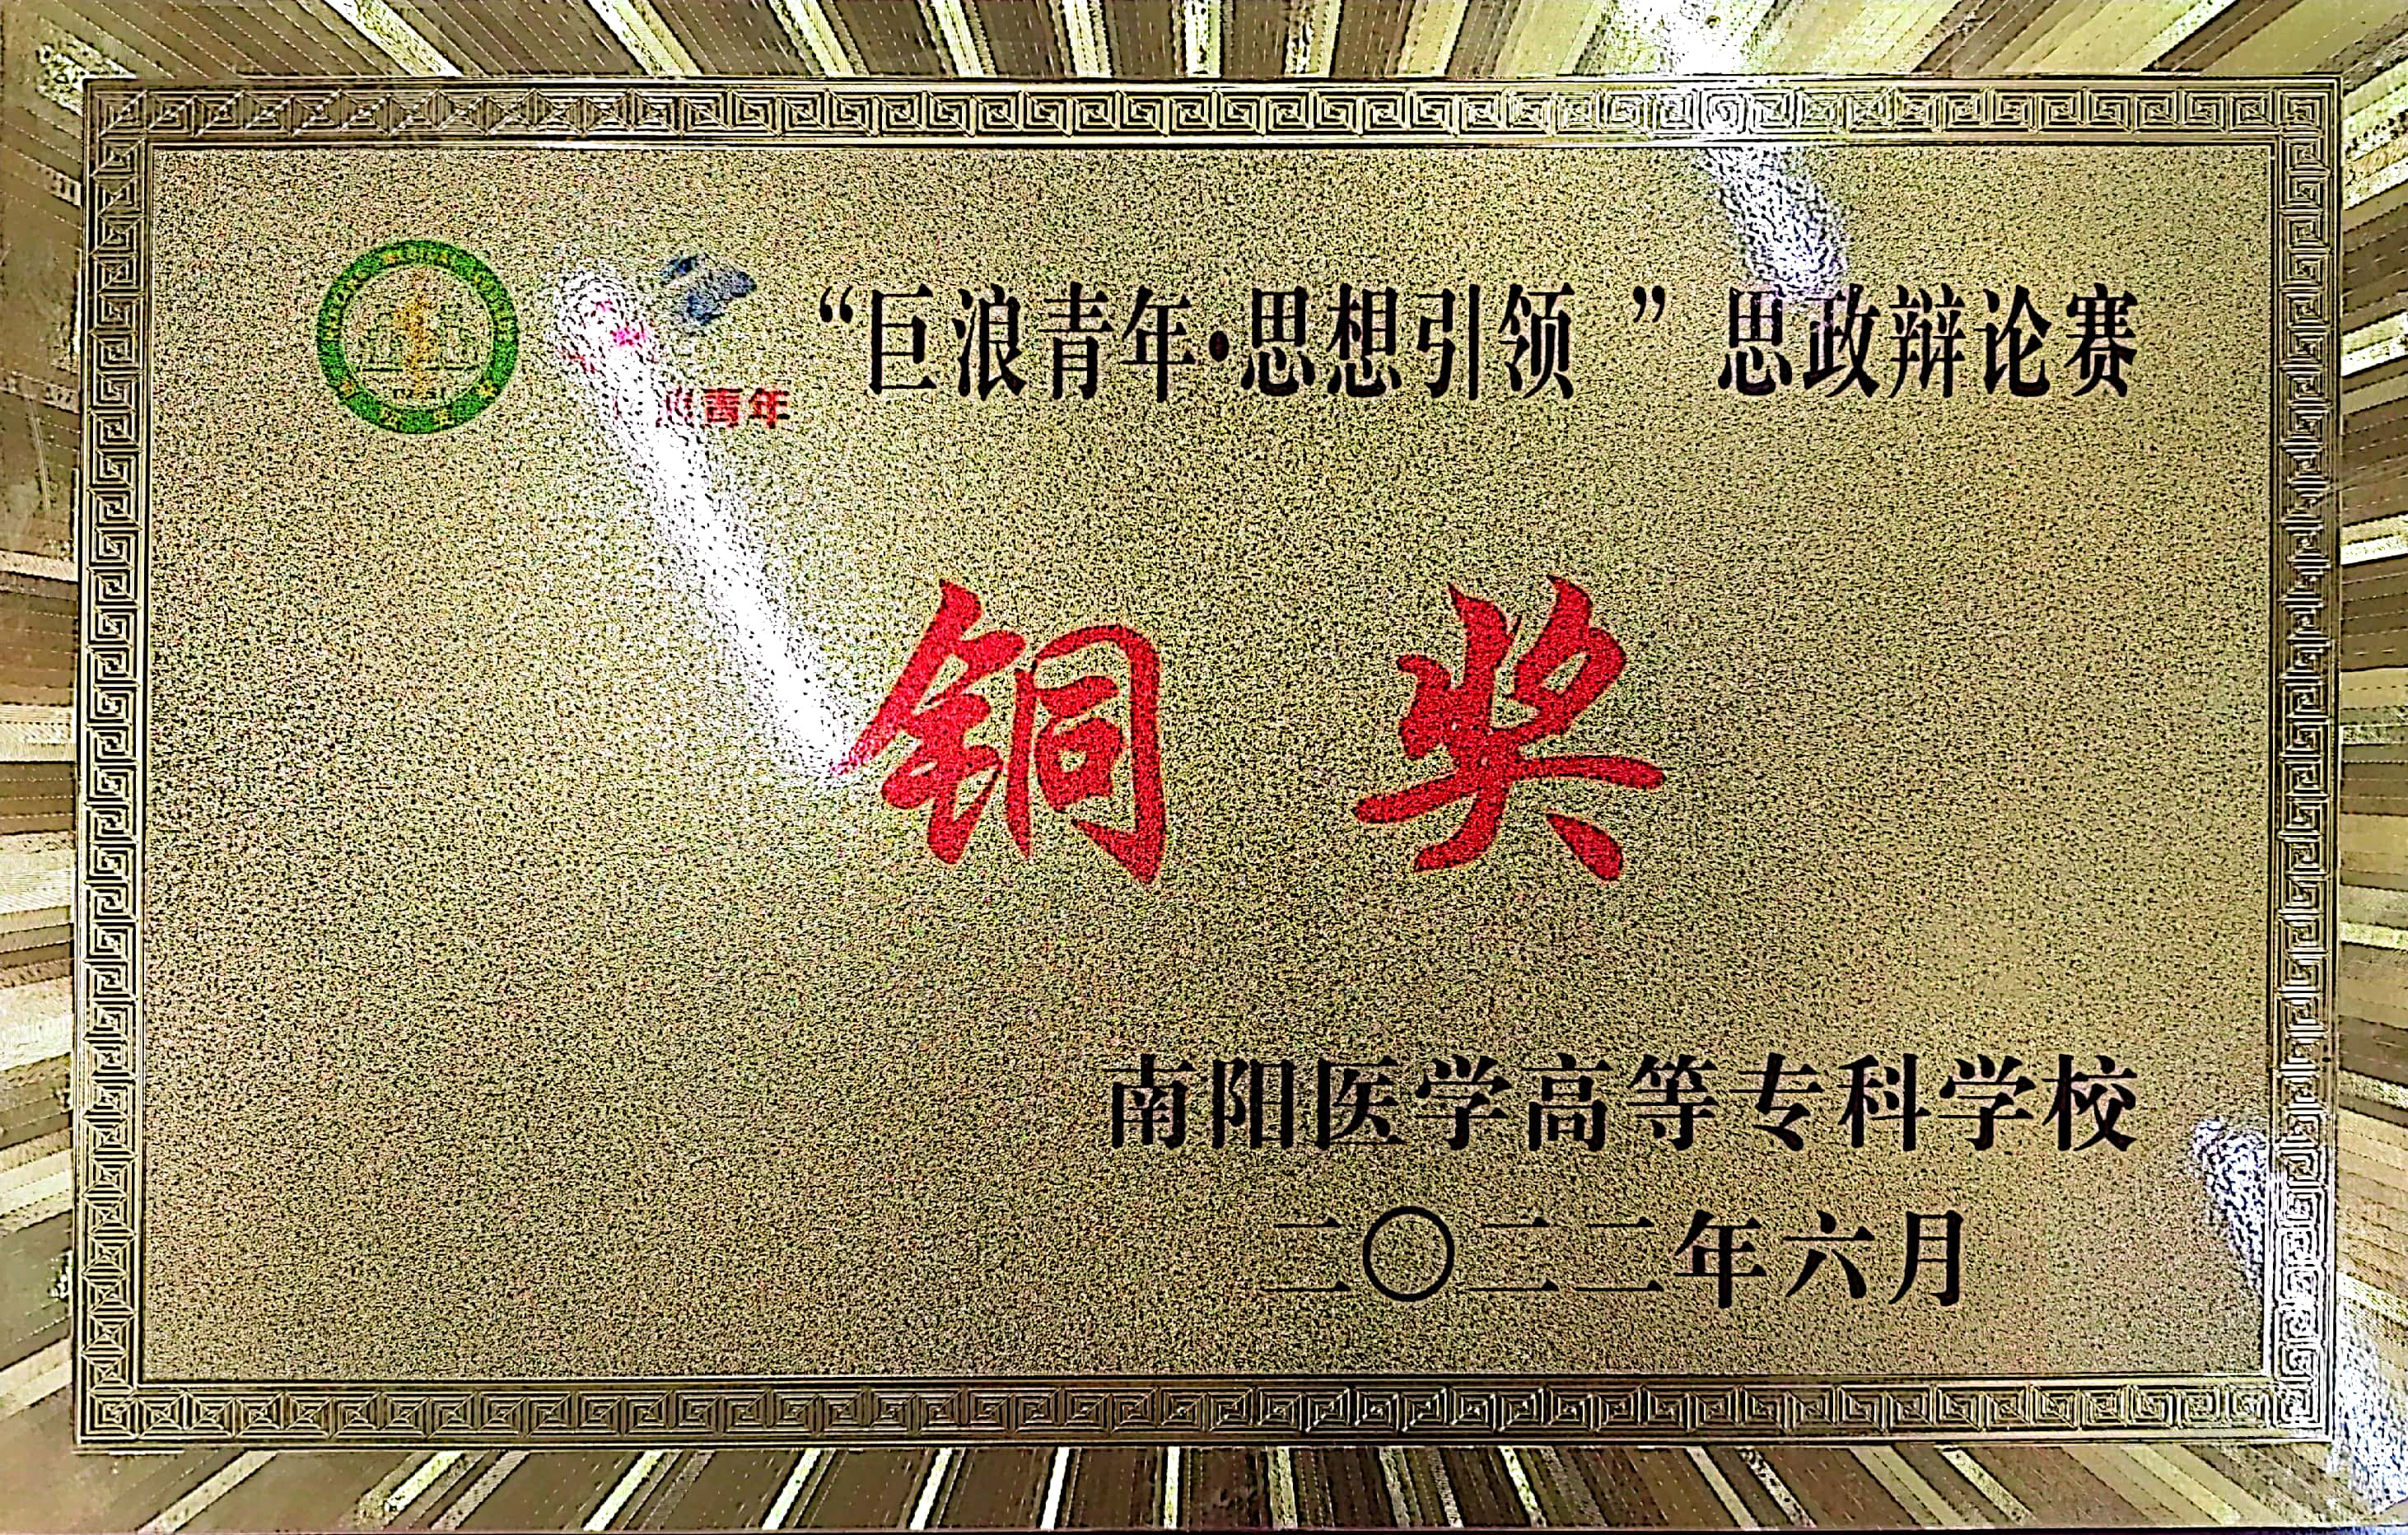 “巨浪青年·思想引领 ” 思政辩论赛
青年
铜 奖
南阳医学高等专科学校
二〇二二年六月